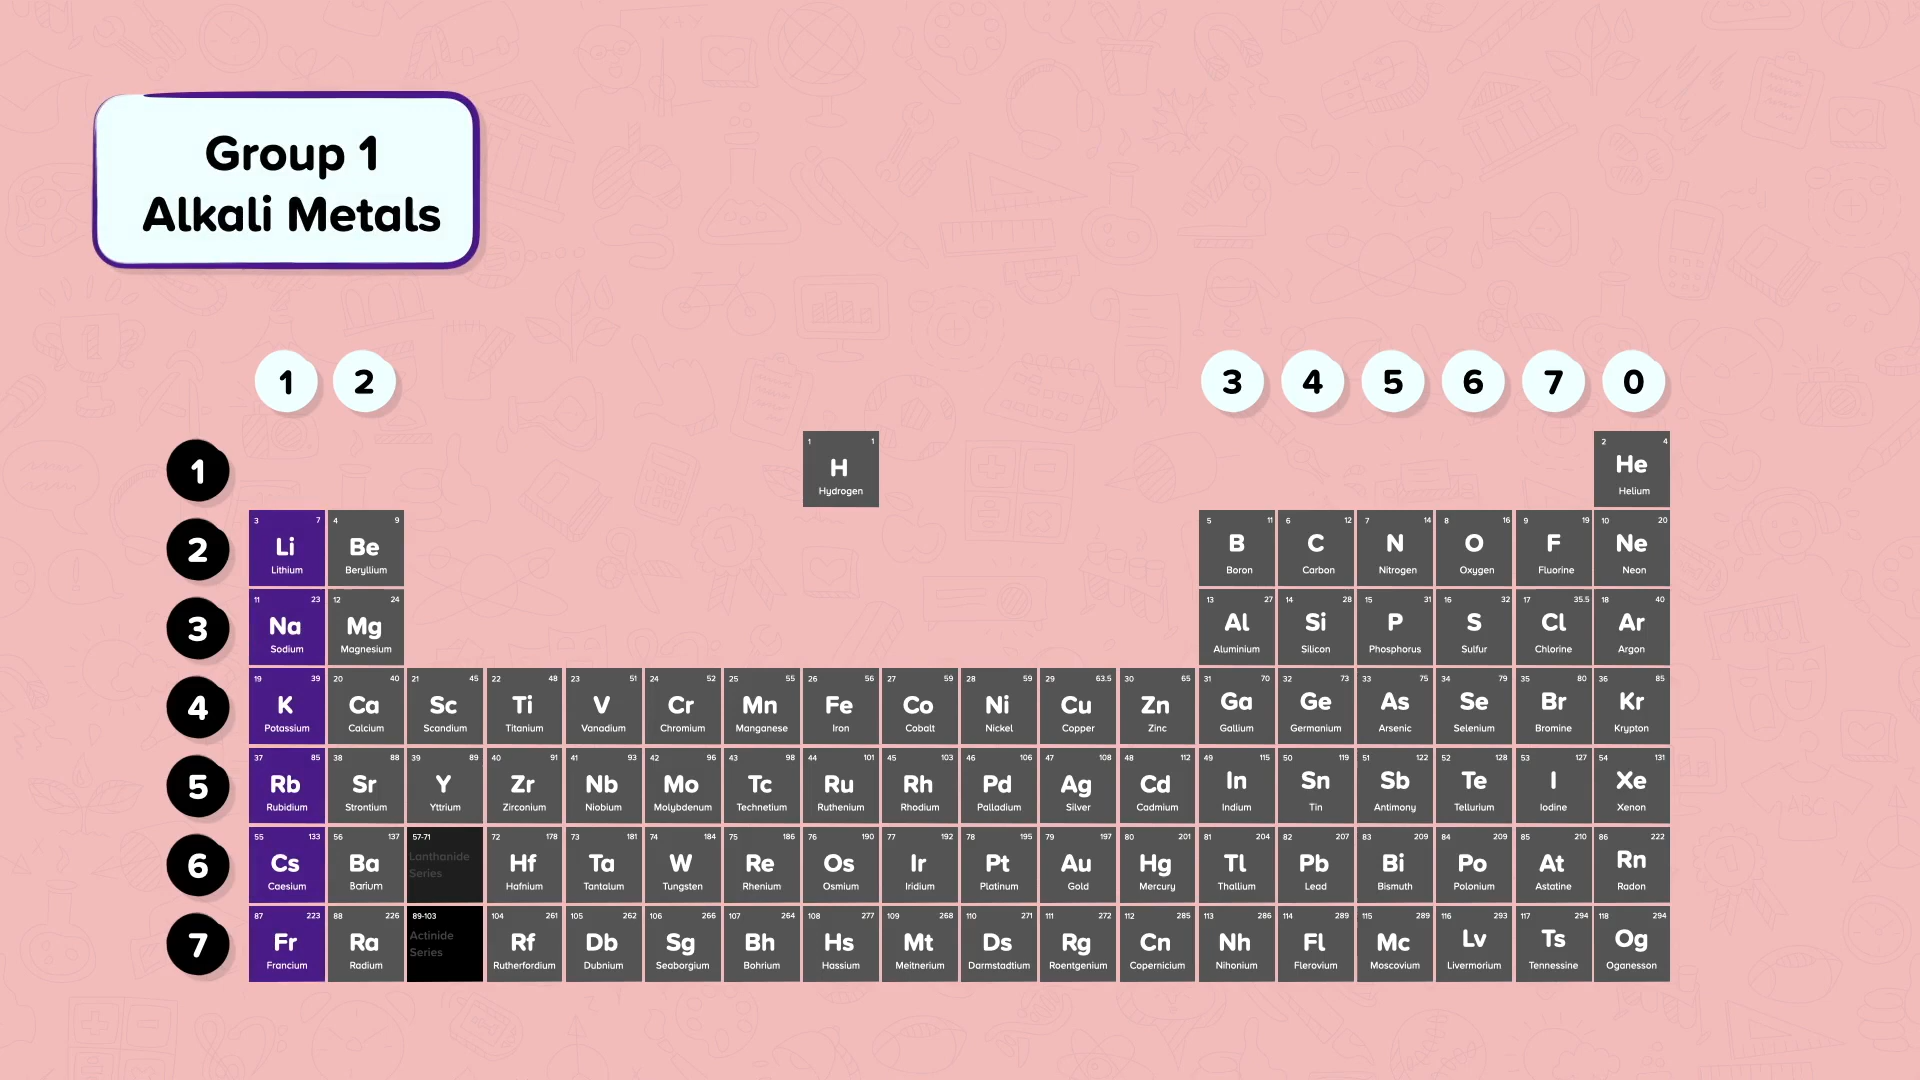 Group 1
Alkali Metals
1 2 3 4 5 6 7 0
1
1 1 2 4
H He
Hydrogen Helium
2
3 7 4 9 5 11 6 12 7 14 8 16 9 19 10 20
Li Be B C N O F Ne
Lithium Beryllium Boron Carbon Nitrogen Oxygen Fluorine Neon
3
11 23 12 24 13 27 14 28 15 31 16 32 17 35.5 18 40
Na Mg Al Si P S Cl Ar
Sodium Magnesium Aluminium Silicon Phosphorus Sulfur Chlorine Argon
4
19 39 20 40 21 45 22 48 23 51 24 52 25 55 26 56 27 59 28 59 29 63.5 30 65 31 70 32 73 33 75 34 79 35 80 36 85
K Ca Sc Ti V Cr Mn Fe Co Ni Cu Zn Ga Ge As Se Br Kr
Potassium Calcium Scandium Titanium Vanadium Chromium Manganese Iron Cobalt Nickel Copper Zinc Gallium Germanium Arsenic Selenium Bromine Krypton
5
37 85 38 88 39 89 40 91 41 93 42 96 43 98 44 101 45 103 46 106 47 108 48 112 49 115 50 119 51 122 52 128 53 127 54 131
Rb Sr Y Zr Nb Mo Tc Ru Rh Pd Ag Cd In Sn Sb Te I Xe
Rubidium Strontium Yttrium Zirconium Niobium Molybdenum Technetium Ruthenium Rhodium Palladium Silver Cadmium Indium Tin Antimony Tellurium Iodine Xenon
6
55 133 56 137 57-71 72 178 73 181 74 184 75 186 76 190 77 192 78 195 79 197 80 201 81 204 82 207 83 209 84 209 85 210 86 222
Cs Ba Lanthanide Series Hf Ta W Re Os Ir Pt Au Hg Tl Pb Bi Po At Rn
Caesium Barium Hafnium Tantalum Tungsten Rhenium Osmium Iridium Platinum Gold Mercury Thallium Lead Bismuth Polonium Astatine Radon
7
87 223 88 226 89-103 104 261 105 262 106 266 107 264 108 277 109 268 110 271 111 272 112 285 113 286 114 289 115 289 116 293 117 294 118 294
Fr Ra Actinide Series Rf Db Sg Bh Hs Mt Ds Rg Cn Nh Fl Mc Lv Ts Og
Francium Radium Rutherfordium Dubnium Seaborgium Bohrium Hassium Meitnerium Darmstadtium Roentgenium Copernicium Nihonium Flerovium Moscovium Livermorium Tennessine Oganesson